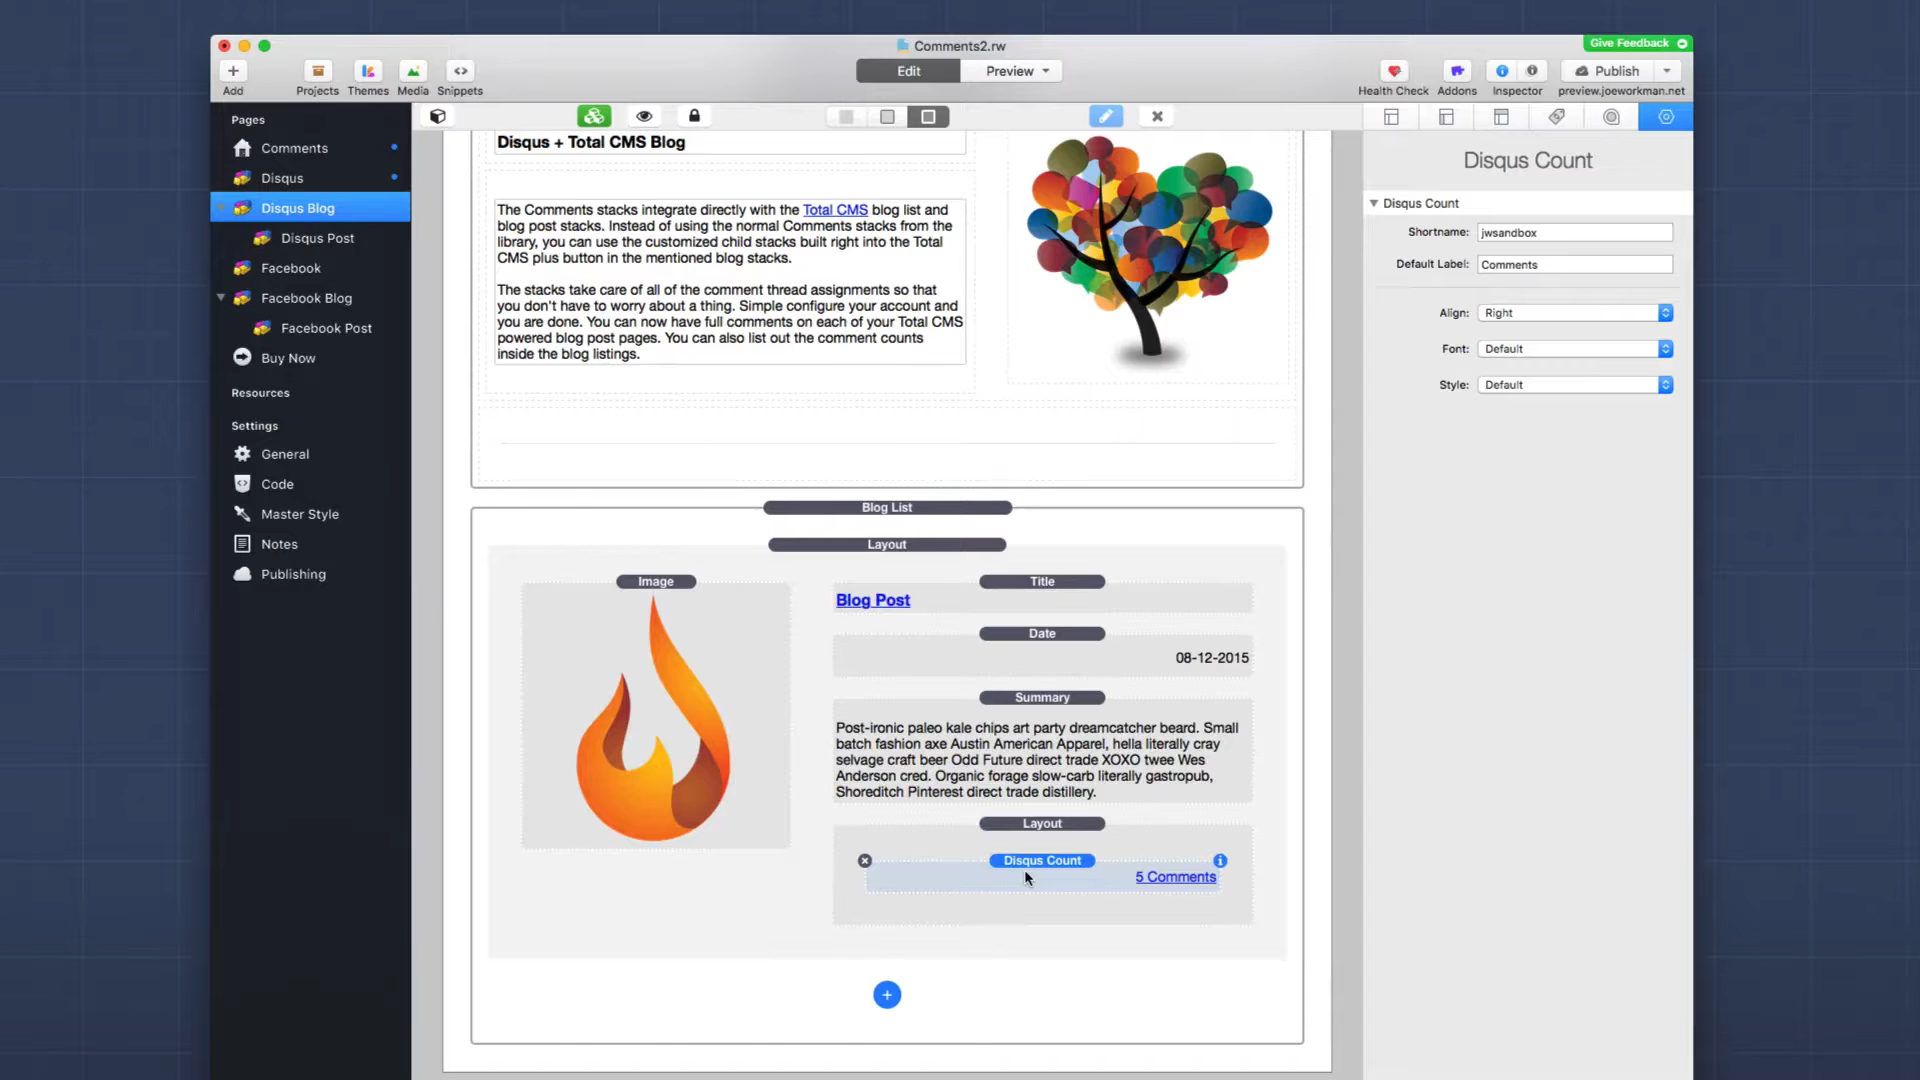 Comments2.rw
Give Feedback
Edit
Preview
Add
Projects
Themes
Media
Snippets
Health Check
Addons
Inspector
Publish
preview.joeworkman.net
Pages
Comments
Disqus
Disqus Blog
Disqus Post
Facebook
Facebook Blog
Facebook Post
Buy Now
Resources
Settings
General
Code
Master Style
Notes
Publishing
Disqus + Total CMS Blog
The Comments stacks integrate directly with the Total CMS blog list and
blog post stacks. Instead of using the normal Comments stacks from the
library, you can use the customized child stacks built right into the Total
CMS plus button in the mentioned blog stacks.
The stacks take care of all of the comment thread assignments so that
you don't have to worry about a thing. Simple configure your account and
you are done. You can now have full comments on each of your Total CMS
powered blog post pages. You can also list out the comment counts
inside the blog listings.
Blog List
Layout
Image
Title
Blog Post
Date
08-12-2015
Summary
Post-ironic paleo kale chips art party dreamcatcher beard. Small
batch fashion axe Austin American Apparel, hella literally cray
selvage craft beer Odd Future direct trade XOXO twee Wes
Anderson cred. Organic forage slow-carb literally gastropub,
Shoreditch Pinterest direct trade distillery.
Layout
Disqus Count
5 Comments
Disqus Count
Disqus Count
Shortname: jwsandbox
Default Label: Comments
Align: Right
Font: Default
Style: Default